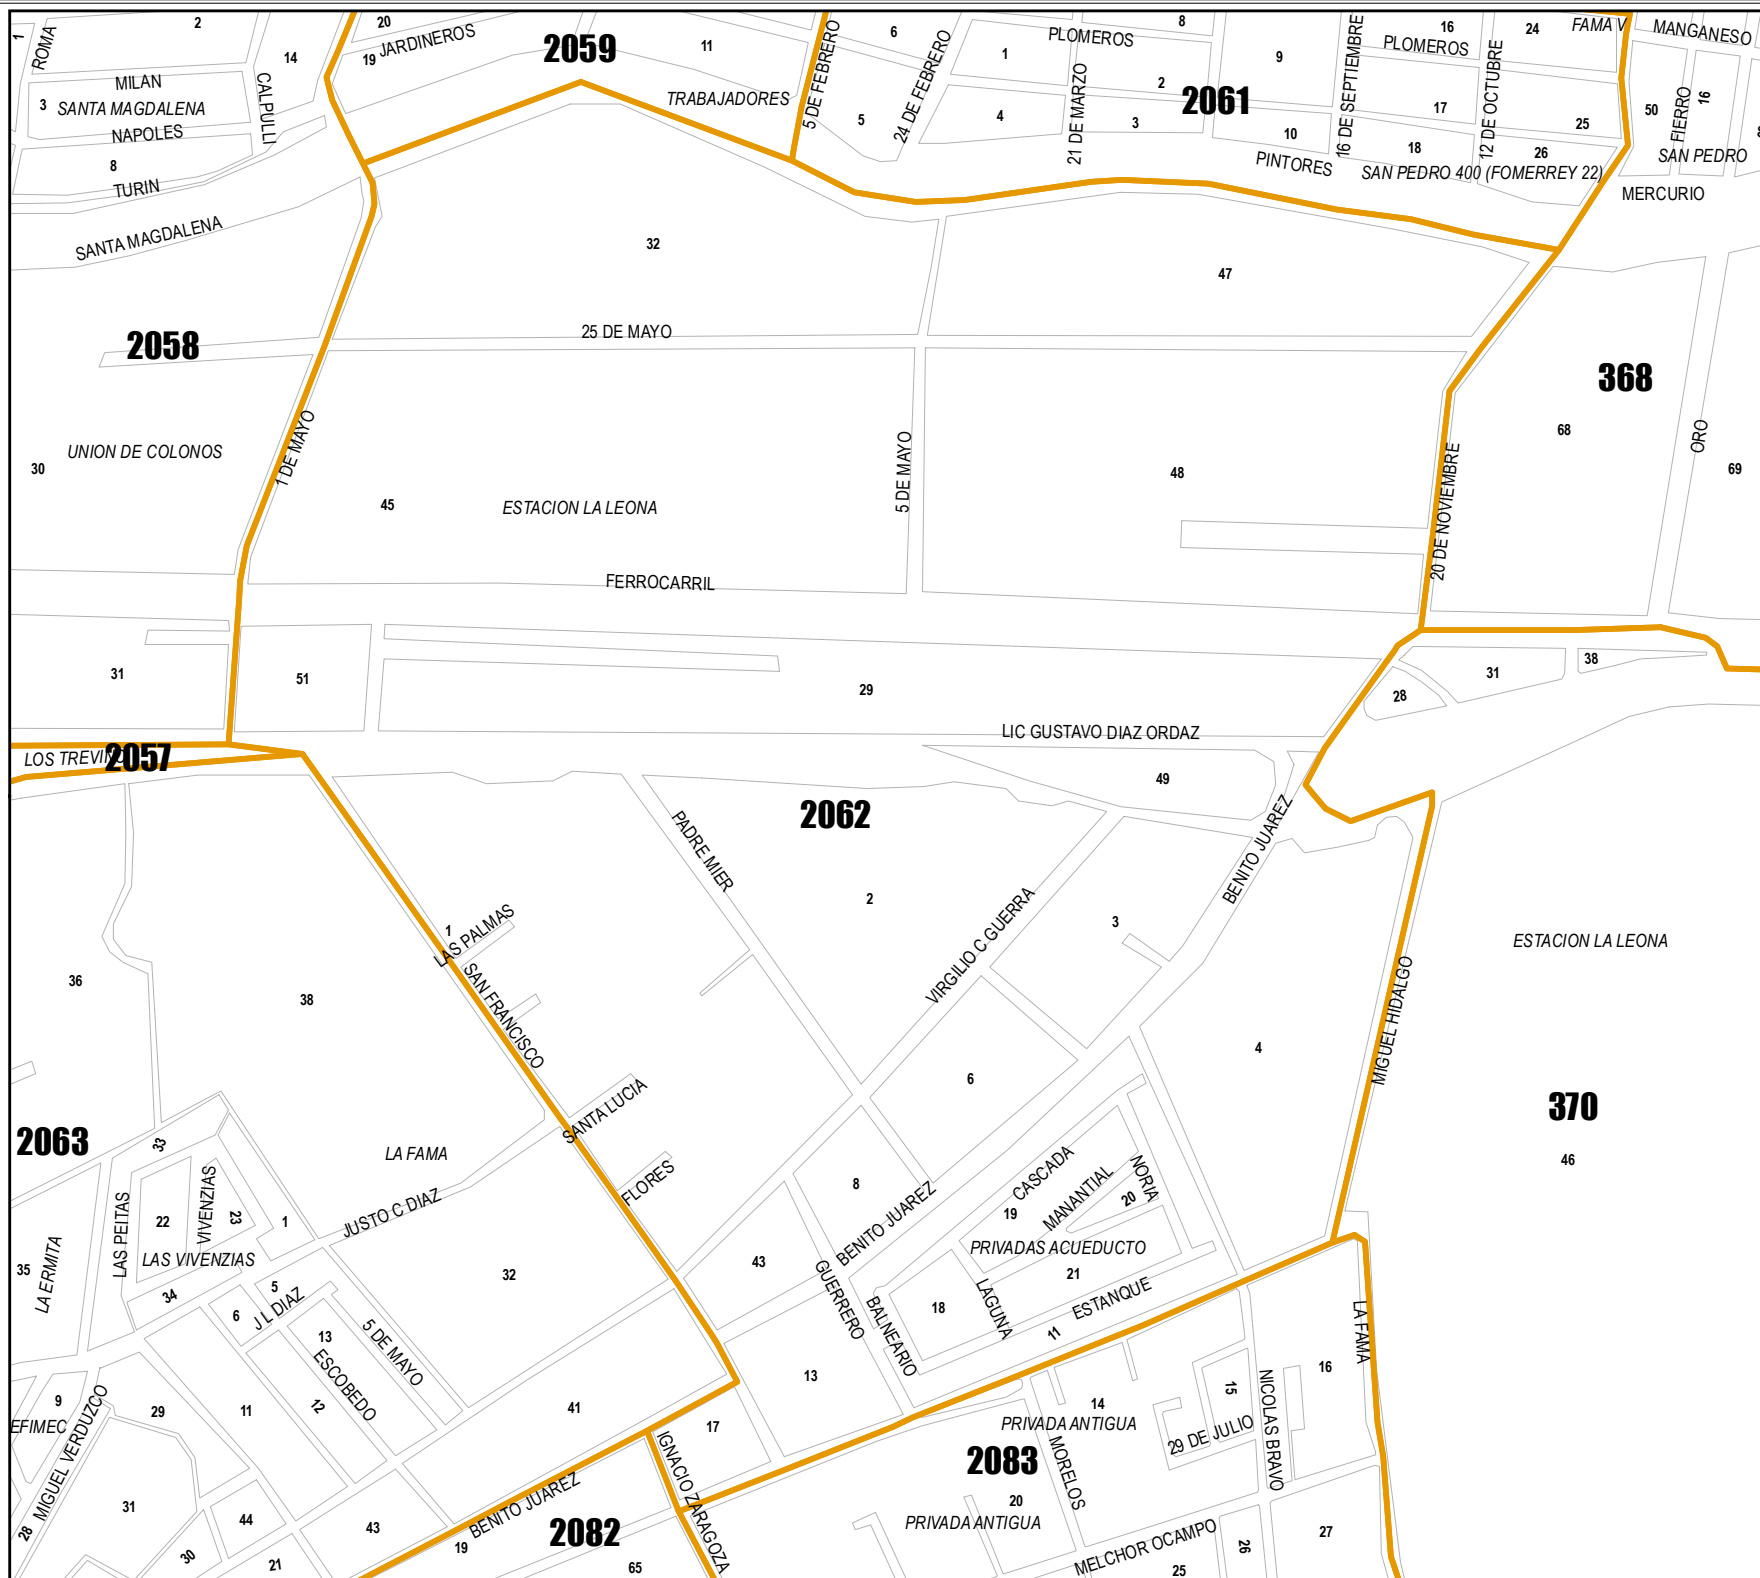 1
ROMA
2
14
20
JARDINEROS
19
2059
11
5 DE FEBRERO
6
24 DE FEBRERO
1
PLOMEROS
8
9
16 DE SEPTIEMBRE
16
PLOMEROS
24
12 DE OCTUBRE
FAMA V
MANGANESO
MILAN
CALPULLI
3
SANTA MAGDALENA
NAPOLES
TRABAJADORES
5
4
21 DE MARZO
2
3
2061
10
17
18
25
26
50
FIERRO
16
SAN PEDRO
8
TURIN
PINTORES
SAN PEDRO 400 (FOMERREY 22)
MERCURIO
SANTA MAGDALENA
32
47
2058
25 DE MAYO
368
68
ORO
69
UNION DE COLONOS
30
1 DE MAYO
45
ESTACION LA LEONA
5 DE MAYO
48
20 DE NOVIEMBRE
FERROCARRIL
31
51
29
28
31
38
LIC GUSTAVO DIAZ ORDAZ
LOS TREVINO
2057
49
2062
PADRE MIER
BENITO JUAREZ
2
1
LAS PALMAS
VIRGILIO C GUERRA
3
ESTACION LA LEONA
36
38
SAN FRANCISCO
MIGUEL HIDALGO
4
6
370
46
2063
33
LA FAMA
SANTA LUCIA
FLORES
8
CASCADA
NORIA
MANANTIAL
20
19
BENITO JUAREZ
LAS PEITAS
22
VIVENZIAS
23
1
JUSTO C DIAZ
LAS VIVENZIAS
PRIVADAS ACUEDUCTO
35
LA ERMITA
34
5
6
J L DIAZ
32
43
GUERRERO
BALNEARIO
18
LAGUNA
21
ESTANQUE
11
LA FAMA
13
5 DE MAYO
ESCOBEDO
12
11
13
16
9
EFIMEC
MIGUEL VERDUZCO
29
41
17
14
PRIVADA ANTIGUA
15
29 DE JULIO
NICOLAS BRAVO
IGNACIO ZARAGOZA
2083
MORELOS
31
28
44
43
BENITO JUAREZ
20
PRIVADA ANTIGUA
30
21
19
2082
65
MELCHOR OCAMPO
26
27
25